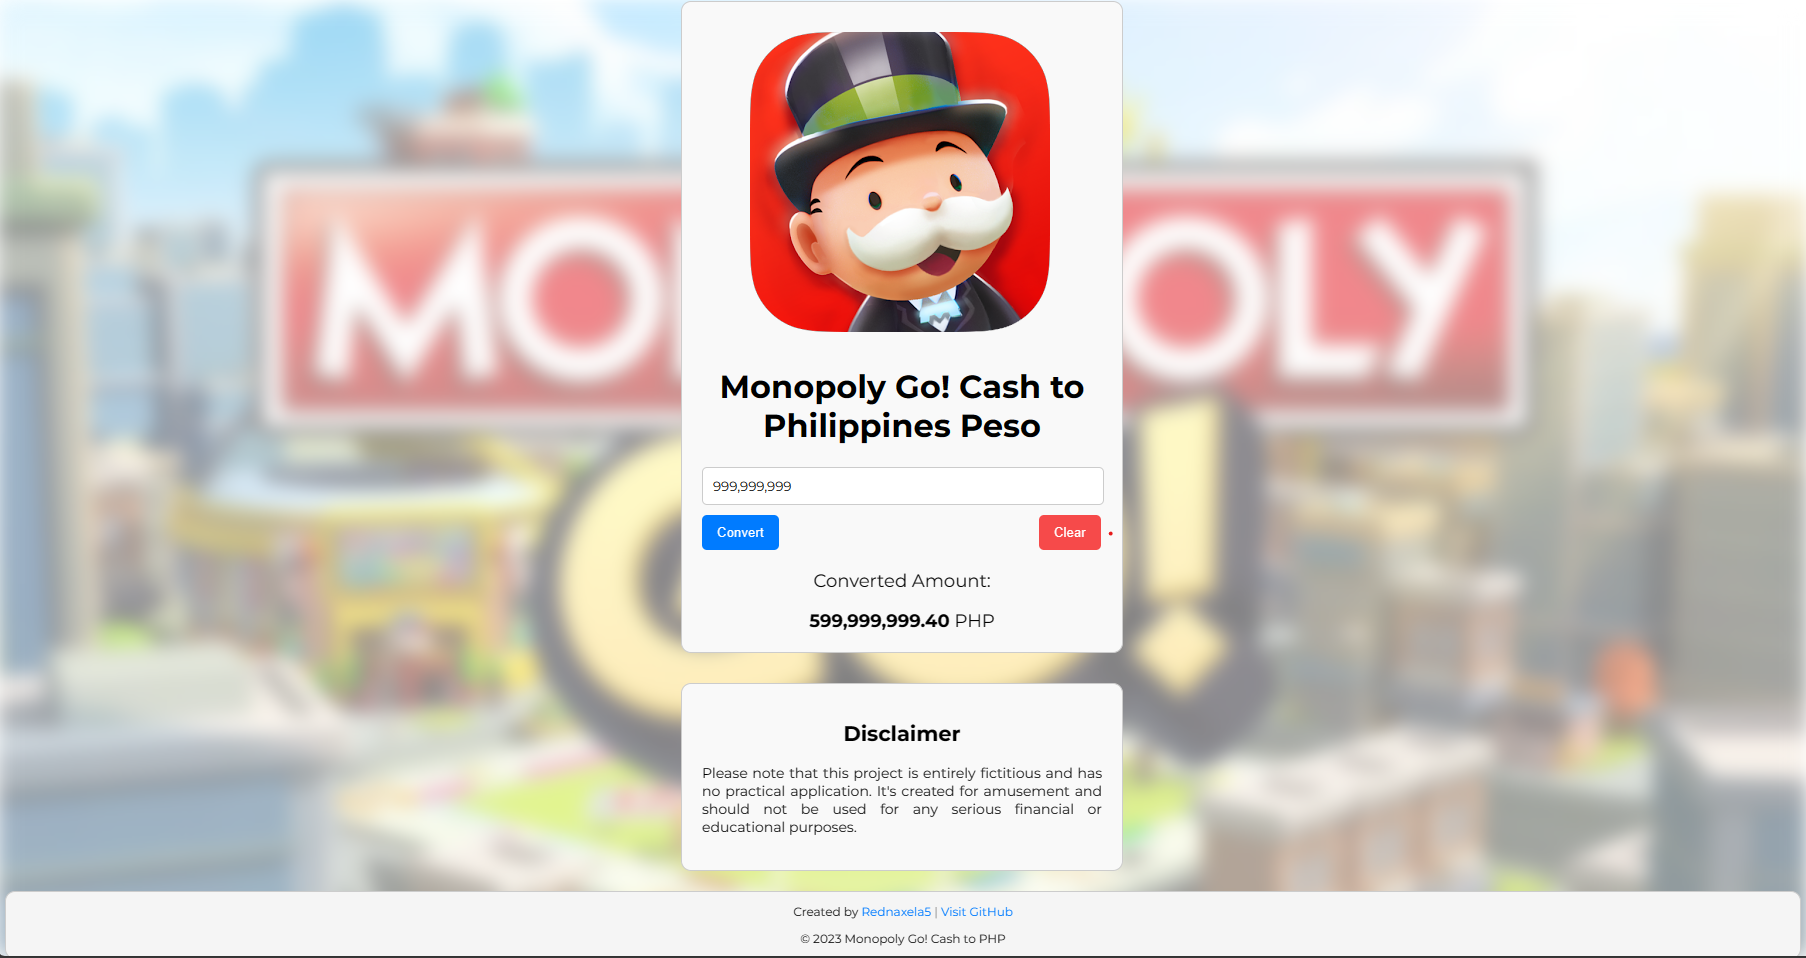 MONOPOLY
GO!
Monopoly Go! Cash to
Philippines Peso
999,999,999
Convert
Clear
Converted Amount:
599,999,999.40 PHP
Disclaimer
Please note that this project is entirely fictitious and has
no practical application. It's created for amusement and
should not be used for any serious financial or
educational purposes.
Created by Rednaxela5 | Visit GitHub
© 2023 Monopoly Go! Cash to PHP